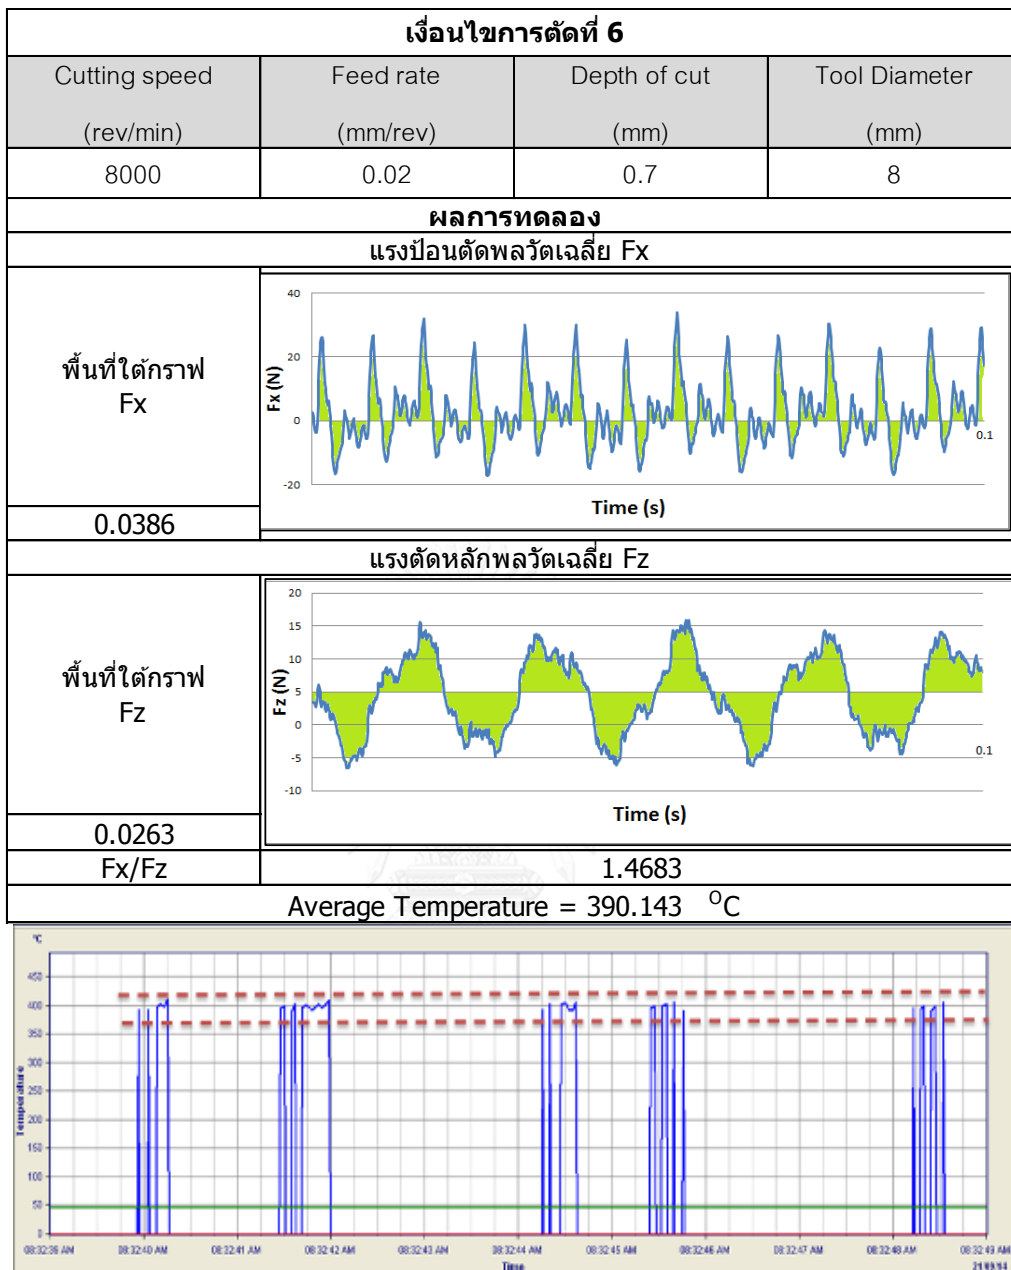 เงื่อนไขการตัดที่ 6
Cutting speed Feed rate Depth of cut Tool Diameter
(rev/min) (mm/rev) (mm) (mm)
8000 0.02 0.7 8
ผลการทดลอง
แรงป้อนตัดพลวัตเฉลี่ย Fx
พื้นที่ใต้กราฟ
Fx
0.0386
40
20
0
-20
Fx (N)
0.1
Time (s)
แรงตัดหลักพลวัตเฉลี่ย Fz
พื้นที่ใต้กราฟ
Fz
0.0263
20
15
10
5
0
-5
-10
Fz (N)
0.1
Time (s)
Fx/Fz 1.4683
Average Temperature = 390.143 °C
°C
450
400
350
300
250
200
150
100
50
0
Temperature
08:32:40 AM 08:32:41 AM 08:32:42 AM 08:32:43 AM 08:32:44 AM 08:32:45 AM 08:32:46 AM 08:32:47 AM 08:32:48 AM 08:32:49 AM
Time